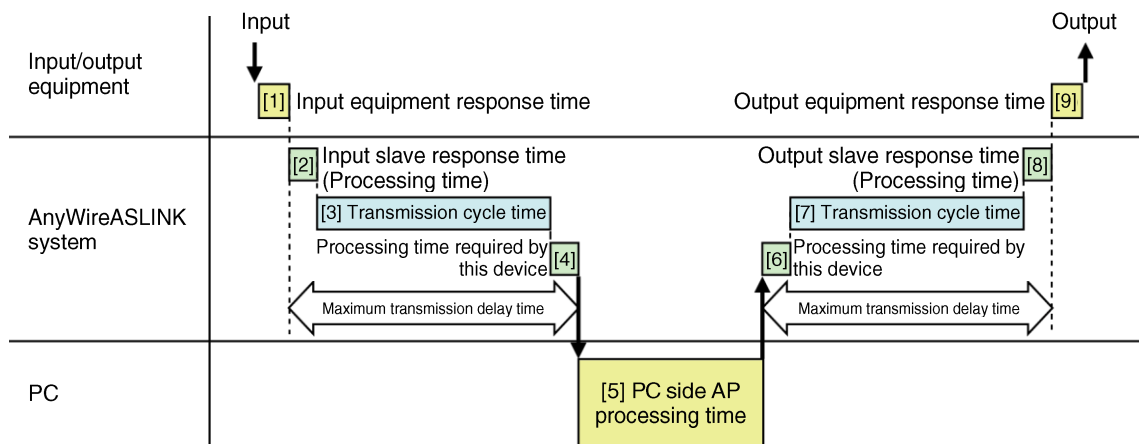 Input
Output
Input/output
equipment
[1]
Input equipment response time
Output equipment response time
[9]
[2]
Input slave response time
(Processing time)
Output slave response time
(Processing time)
[8]
AnyWireASLINK
system
[3] Transmission cycle time
[7] Transmission cycle time
Processing time required by
this device
[4]
[6]
Processing time required by
this device
Maximum transmission delay time
Maximum transmission delay time
PC
[5] PC side AP
processing time